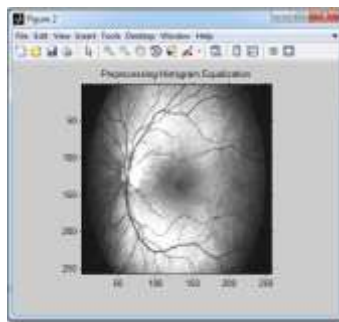 Figure 2
File Edit View Insert Tools Desktop Window Help
Preprocessing Histogram Equalization
50
100
150
200
250
50 100 150 200 250